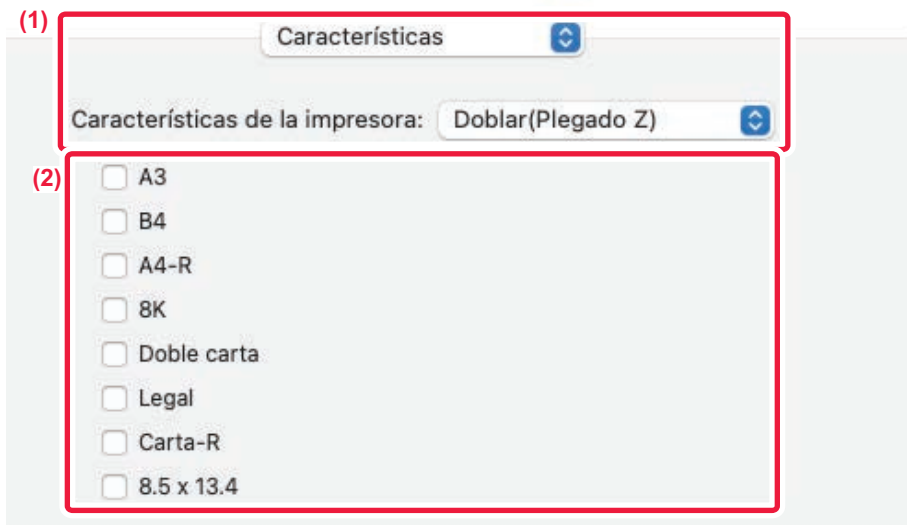 (1)
Características
Características de la impresora: Doblar(Plegado Z)
(2)
A3
B4
A4-R
8K
Doble carta
Legal
Carta-R
8.5 x 13.4